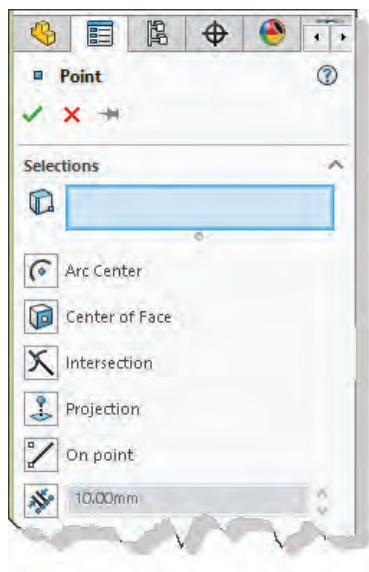 Point
Selections
Arc Center
Center of Face
Intersection
Projection
On point
10.00mm